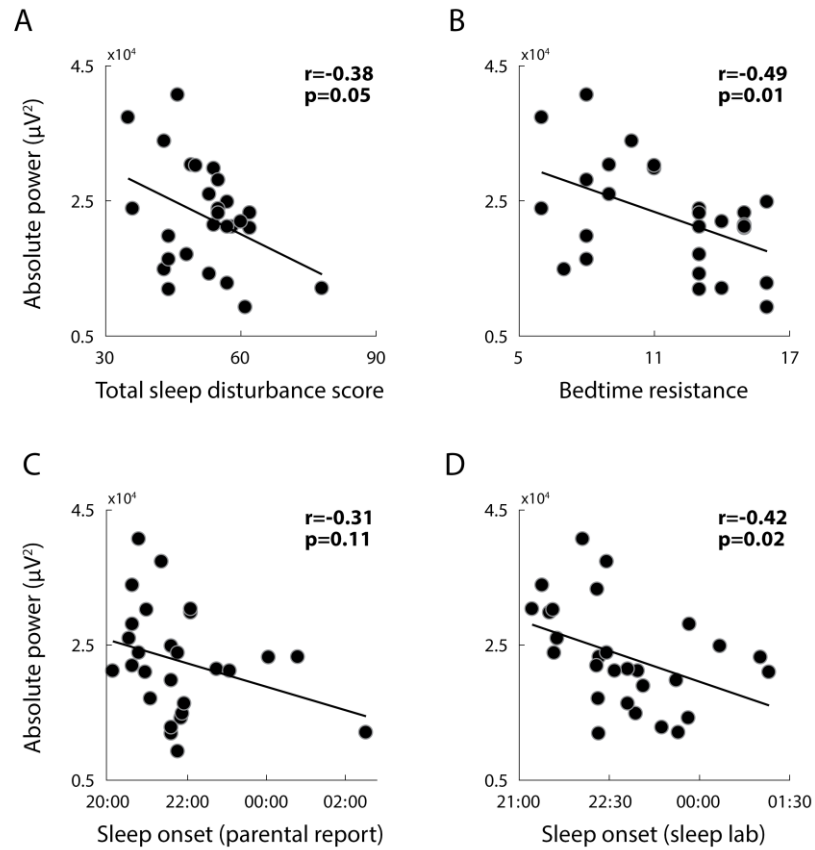 A
x10⁴
4.5
2.5
0.5
Absolute power (µV²)
r=-0.38
p=0.05
30 60 90
Total sleep disturbance score
B
x10⁴
4.5
2.5
0.5
r=-0.49
p=0.01
5 11 17
Bedtime resistance
C
x10⁴
4.5
2.5
0.5
Absolute power (µV²)
r=-0.31
p=0.11
20:00 22:00 00:00 02:00
Sleep onset (parental report)
D
x10⁴
4.5
2.5
0.5
r=-0.42
p=0.02
21:00 22:30 00:00 01:30
Sleep onset (sleep lab)